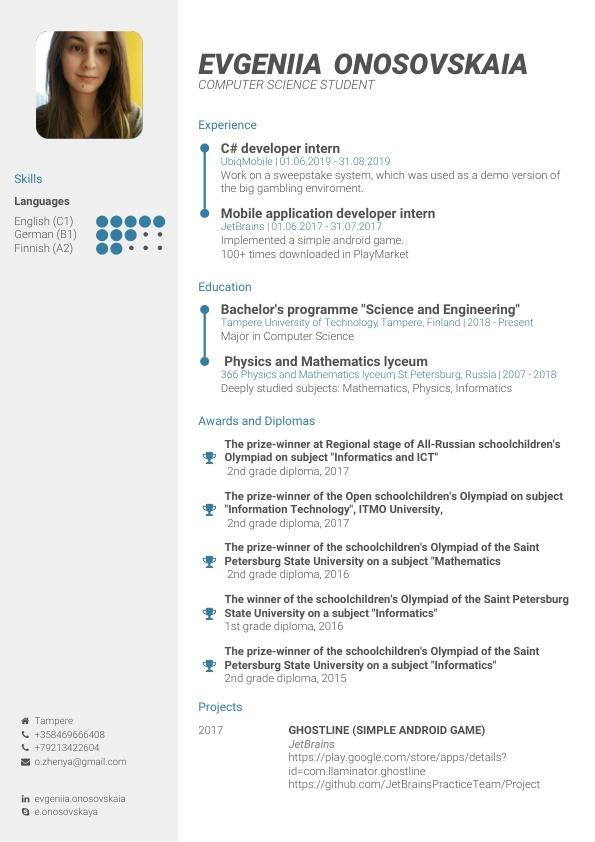 EVGENIIA ONOSOVSKAIA
COMPUTER SCIENCE STUDENT
Skills
Languages
English (C1)
German (B1)
Finnish (A2)
Tampere
+358469666408
+79213422604
o.zhenya@gmail.com
evgeniia.onosovskaia
e.onosovskaya
Experience
C# developer intern
UbiqMobile | 01.06.2019 - 31.08.2019
Work on a sweepstake system, which was used as a demo version of
the big gambling enviroment.
Mobile application developer intern
JetBrains | 01.06.2017 - 31.07.2017
Implemented a simple android game.
100+ times downloaded in PlayMarket
Education
Bachelor's programme "Science and Engineering"
Tampere University of Technology, Tampere, Finland | 2018 - Present
Major in Computer Science
Physics and Mathematics lyceum
366 Physics and Mathematics lyceum, St.Petersburg, Russia | 2007 - 2018
Deeply studied subjects: Mathematics, Physics, Informatics
Awards and Diplomas
The prize-winner at Regional stage of All-Russian schoolchildren's
Olympiad on subject "Informatics and ICT"
2nd grade diploma, 2017
The prize-winner of the Open schoolchildren's Olympiad on subject
"Information Technology", ITMO University,
2nd grade diploma, 2017
The prize-winner of the schoolchildren's Olympiad of the Saint
Petersburg State University on a subject "Mathematics
2nd grade diploma, 2016
The winner of the schoolchildren's Olympiad of the Saint Petersburg
State University on a subject "Informatics"
1st grade diploma, 2016
The prize-winner of the schoolchildren's Olympiad of the Saint
Petersburg State University on a subject "Informatics"
2nd grade diploma, 2015
Projects
2017 GHOSTLINE (SIMPLE ANDROID GAME)
JetBrains
https://play.google.com/store/apps/details?
id=com.llaminator.ghostline
https://github.com/JetBrainsPracticeTeam/Project